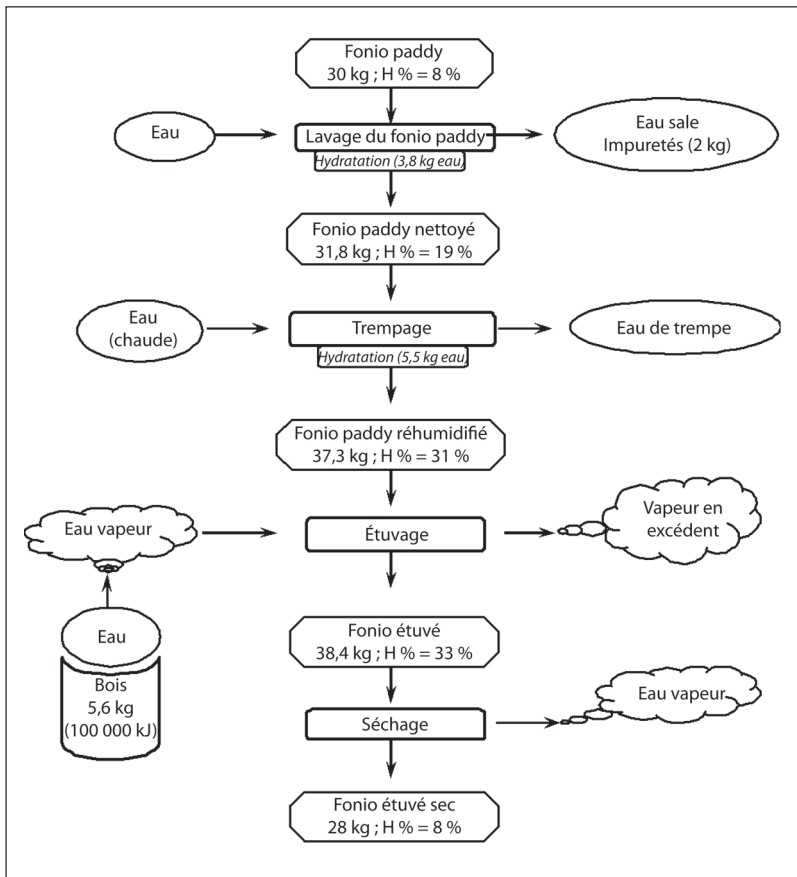 Fonio paddy
30 kg ; H % = 8 %
Eau
Lavage du fonio paddy
Hydratation (3,8 kg eau)
Eau sale
Impuretés (2 kg)
Fonio paddy nettoyé
31,8 kg ; H % = 19 %
Eau
(chaude)
Trempage
Hydratation (5,5 kg eau)
Eau de trempe
Fonio paddy réhumidifié
37,3 kg ; H % = 31 %
Eau vapeur
Étuvage
Vapeur en
excédent
Eau
Bois
5,6 kg
(100 000 kJ)
Fonio étuvé
38,4 kg ; H % = 33 %
Séchage
Eau vapeur
Fonio étuvé sec
28 kg ; H % = 8 %